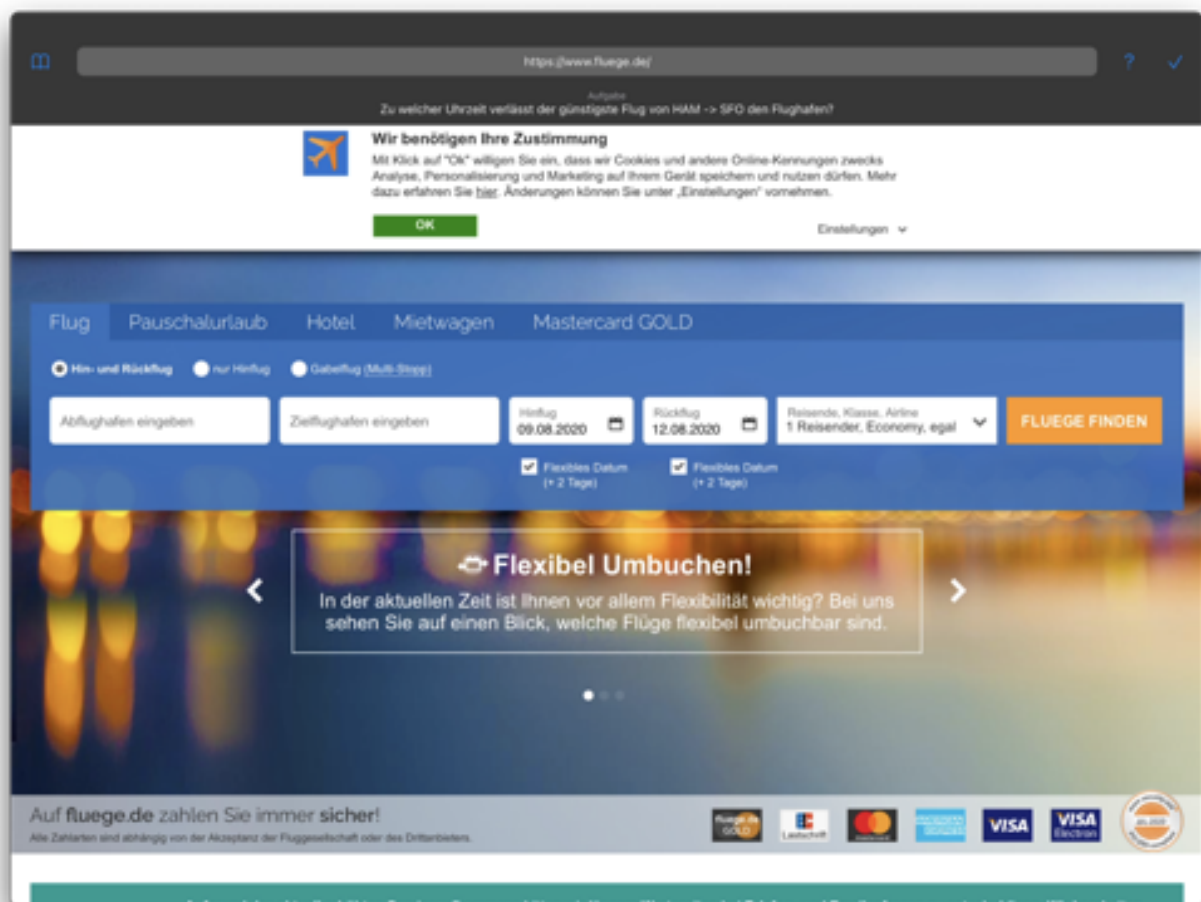 https://www.fluege.de/
?
Aufgabe
Zu welcher Uhrzeit verlässt der günstigste Flug von HAM -> SFO den Flughafen?
Wir benötigen Ihre Zustimmung
Mit Klick auf "Ok" willigen Sie ein, dass wir Cookies und andere Online-Kennungen zwecks
Analyse, Personalisierung und Marketing auf Ihrem Gerät speichern und nutzen dürfen. Mehr
dazu erfahren Sie hier. Änderungen können Sie unter „Einstellungen" vornehmen.
OK
Einstellungen
Flug Pauschalurlaub Hotel Mietwagen Mastercard GOLD
Hin- und Rückflug nur Hinflug Gabelflug (Multi-Stopp)
Abflughafen eingeben
Zielflughafen eingeben
Hinflug
09.08.2020
Rückflug
12.08.2020
Reisende, Klasse, Airline
1 Reisender, Economy, egal
FLUEGE FINDEN
Flexibles Datum
(+ 2 Tage)
Flexibles Datum
(+ 2 Tage)
Flexibel Umbuchen!
In der aktuellen Zeit ist Ihnen vor allem Flexibilität wichtig? Bei uns
sehen Sie auf einen Blick, welche Flüge flexibel umbuchbar sind.
Auf fluege.de zahlen Sie immer sicher!
Alle Zahlarten sind abhängig von der Akzeptanz der Fluggesellschaft oder des Drittanbieters.
fluege.de
GOLD
Lastschrift
VISA
VISA
Electron